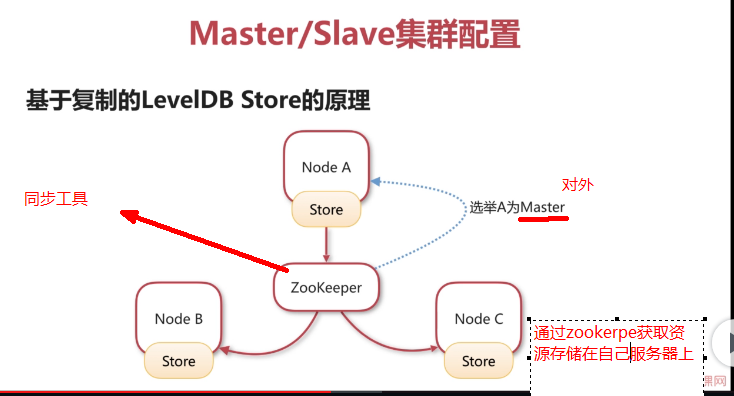 Master/Slave集群配置
基于复制的LevelDB Store的原理
Node A
Store
同步工具
对外
选举A为Master
ZooKeeper
Node B
Store
Node C
Store
通过zookerpe获取资
源存储在自己服务器上
课网